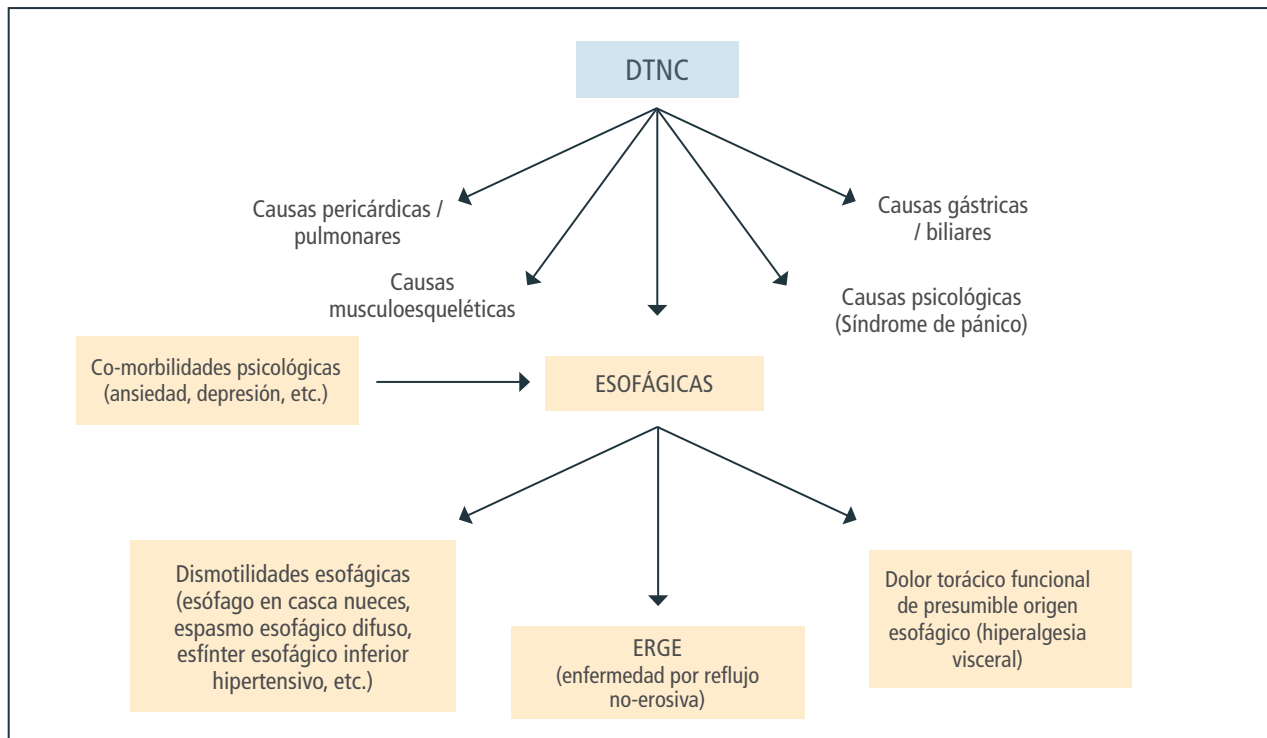 DTNC
Causas pericárdicas /
pulmonares
Causas gástricas
/ biliares
Causas
musculoesqueléticas
Causas psicológicas
(Síndrome de pánico)
Co-morbilidades psicológicas
(ansiedad, depresión, etc.)
ESOFÁGICAS
Dismotilidades esofágicas
(esófago en casca nueces,
espasmo esofágico difuso,
esfínter esofágico inferior
hipertensivo, etc.)
ERGE
(enfermedad por reflujo
no-erosiva)
Dolor torácico funcional
de presumible origen
esofágico (hiperalgesia
visceral)